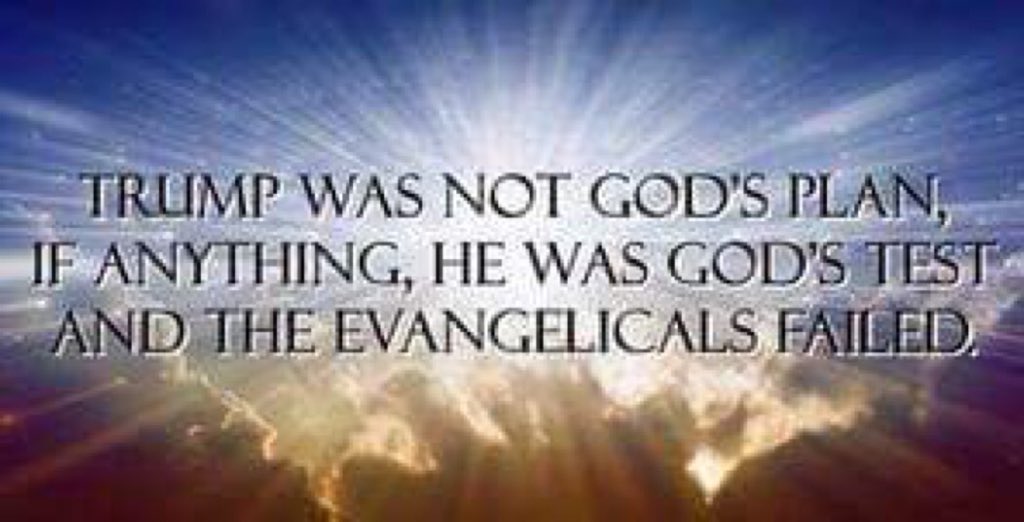 TRUMP WAS NOT GOD'S PLAN,
IF ANYTHING, HE WAS GOD'S TEST
AND THE EVANGELICALS FAILED.